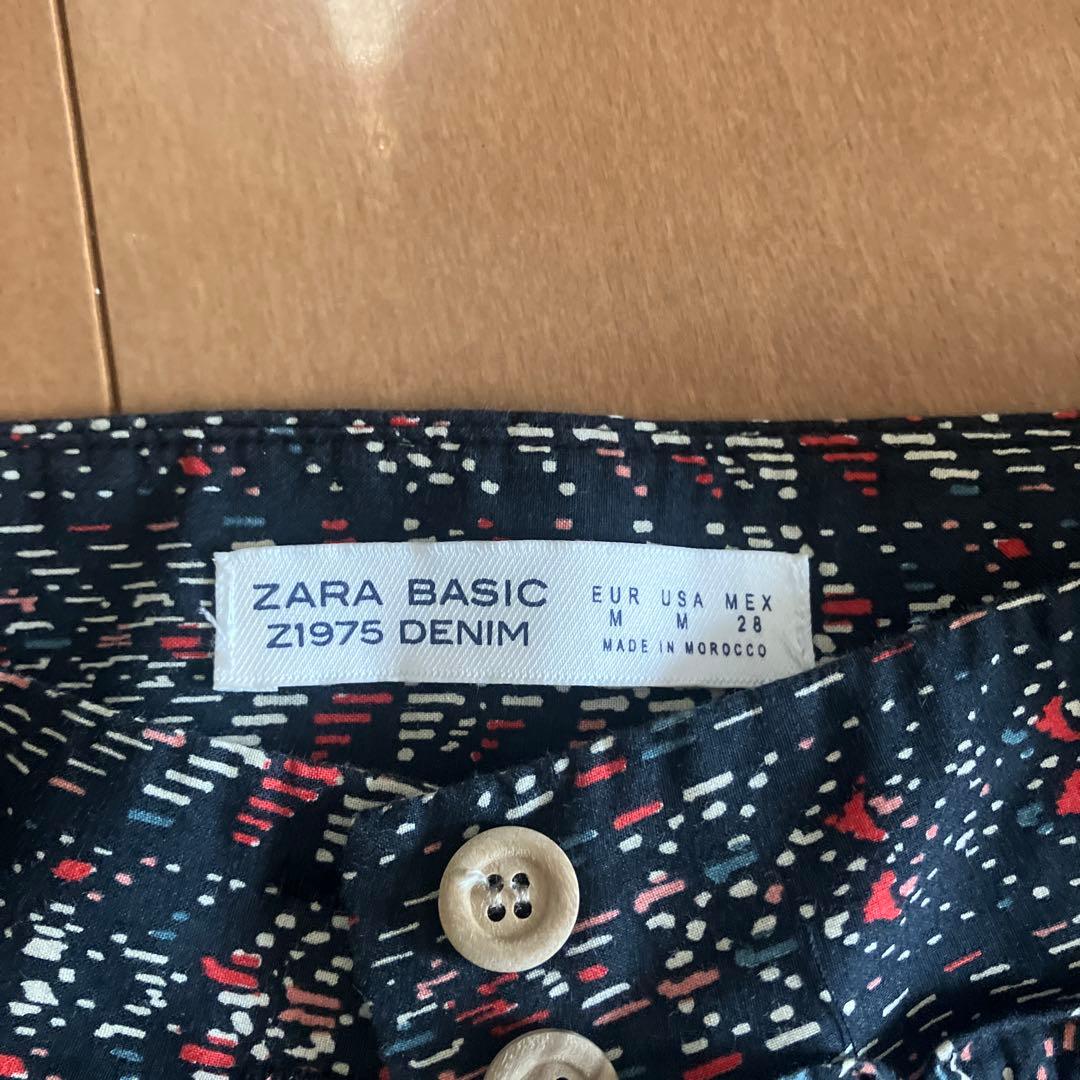 ZARA BASIC
Z1975 DENIM
EUR USA MEX
M M 28
MADE IN MOROCCO